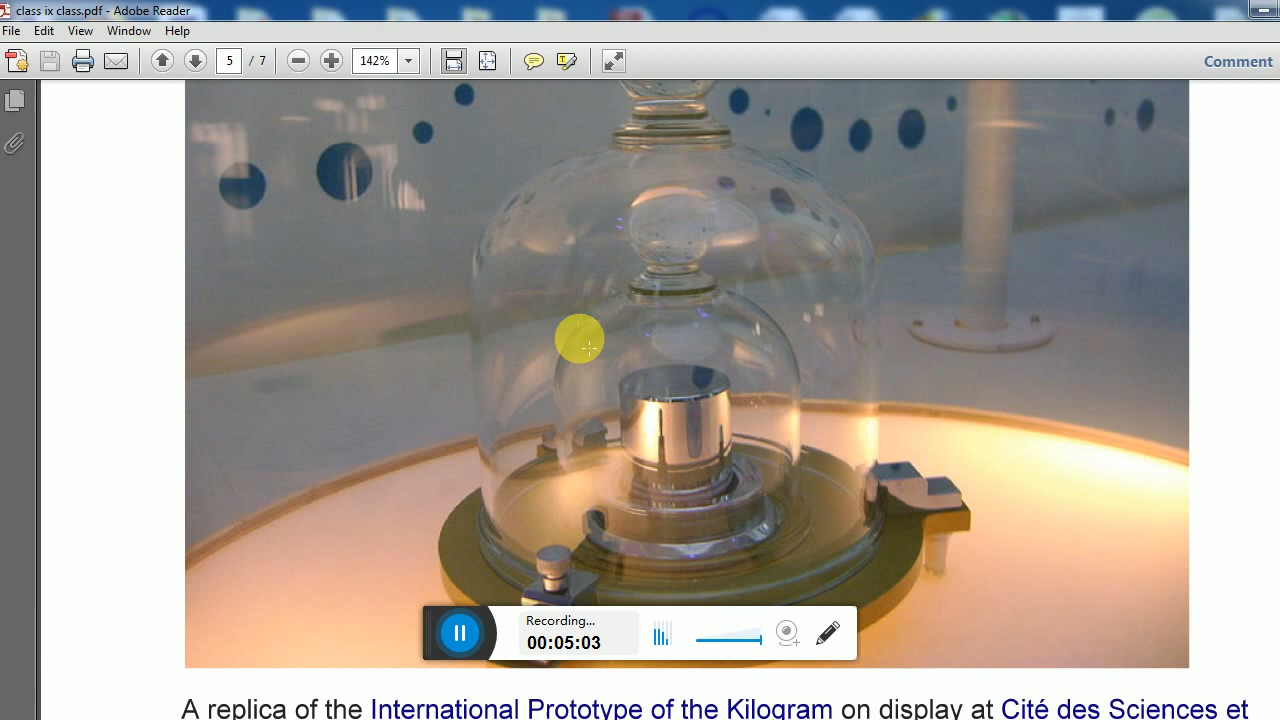 class ix class.pdf - Adobe Reader
File Edit View Window Help
5 / 7 142% Comment
Recording...
00:05:03
A replica of the International Prototype of the Kilogram on display at Cité des Sciences et